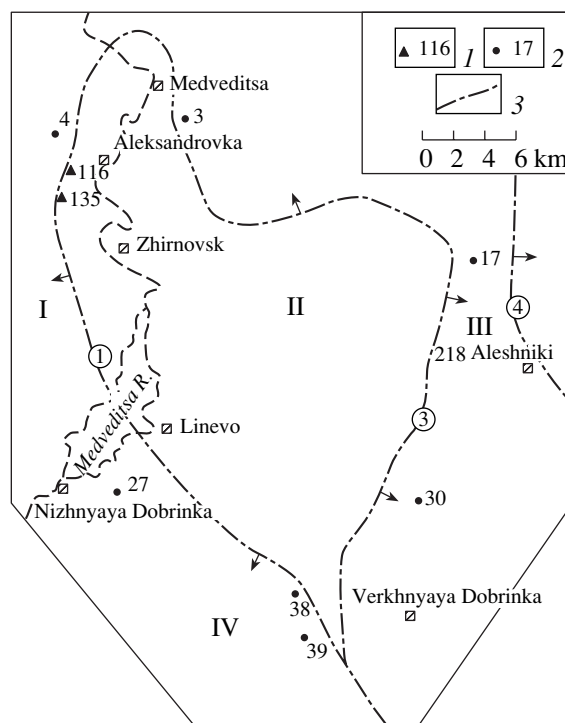 116 1
17 2
3
0 2 4 6 km
Medveditsa
4
3
Aleksandrovka
116
135
Zhirnovsk
17
I
II
III
4
1
218 Aleshniki
3
Medveditsa R.
Linevo
27
30
Nizhnyaya Dobrinka
38
Verkhnyaya Dobrinka
IV
39